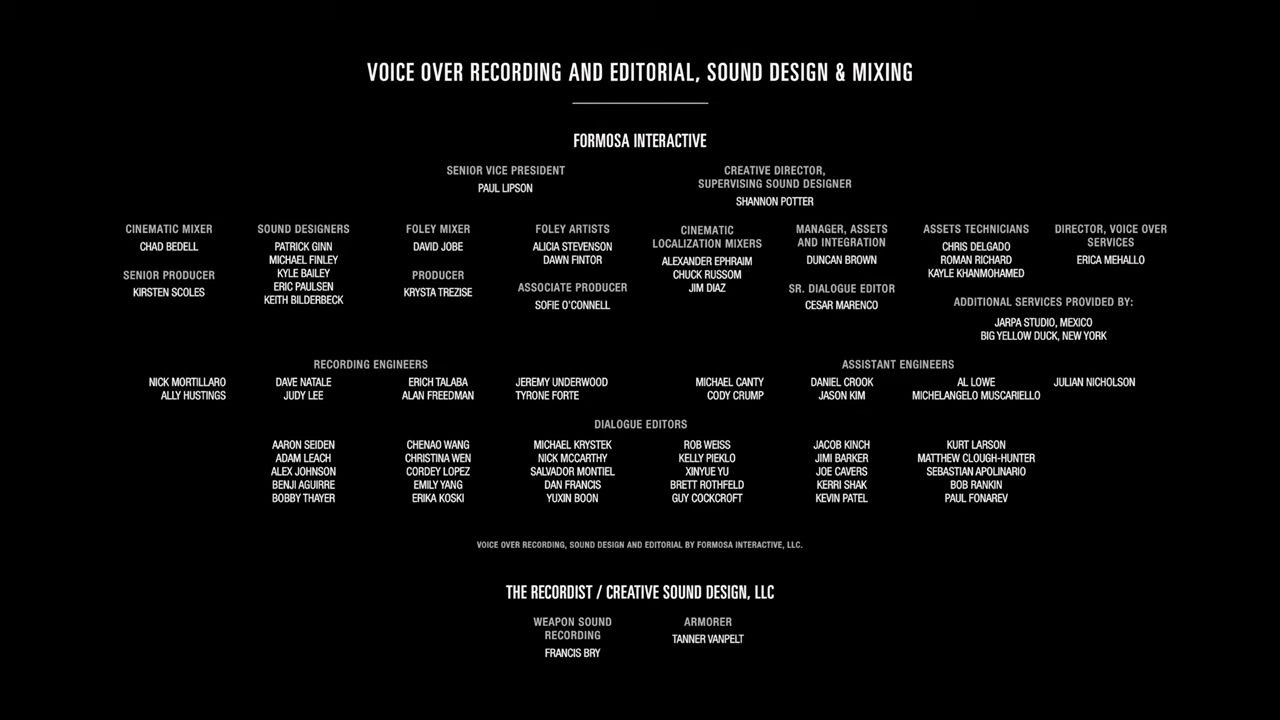 VOICE OVER RECORDING AND EDITORIAL, SOUND DESIGN & MIXING
FORMOSA INTERACTIVE
SENIOR VICE PRESIDENT
PAUL LIPSON
CREATIVE DIRECTOR,
SUPERVISING SOUND DESIGNER
SHANNON POTTER
CINEMATIC MIXER
CHAD BEDELL
SENIOR PRODUCER
KIRSTEN SCOLES
SOUND DESIGNERS
PATRICK GINN
MICHAEL FINLEY
KYLE BAILEY
ERIC PAULSEN
KEITH BILDERBECK
FOLEY MIXER
DAVID JOBE
PRODUCER
KRYSTA TREZISE
FOLEY ARTISTS
ALICIA STEVENSON
DAWN FINTOR
ASSOCIATE PRODUCER
SOFIE O'CONNELL
CINEMATIC
LOCALIZATION MIXERS
ALEXANDER EPHRAIM
CHUCK RUSSOM
JIM DIAZ
MANAGER, ASSETS
AND INTEGRATION
DUNCAN BROWN
SR. DIALOGUE EDITOR
CESAR MARENCO
ASSETS TECHNICIANS
CHRIS DELGADO
ROMAN RICHARD
KAYLE KHANMOHAMED
DIRECTOR, VOICE OVER
SERVICES
ERICA MEHALLO
ADDITIONAL SERVICES PROVIDED BY:
JARPA STUDIO, MEXICO
BIG YELLOW DUCK, NEW YORK
RECORDING ENGINEERS
NICK MORTILLARO
ALLY HUSTINGS
DAVE NATALE
JUDY LEE
ERICH TALABA
ALAN FREEDMAN
JEREMY UNDERWOOD
TYRONE FORTE
ASSISTANT ENGINEERS
MICHAEL CANTY
CODY CRUMP
DANIEL CROOK
JASON KIM
AL LOWE
MICHELANGELO MUSCARIELLO
JULIAN NICHOLSON
DIALOGUE EDITORS
AARON SEIDEN
ADAM LEACH
ALEX JOHNSON
BENJI AGUIRRE
BOBBY THAYER
CHENAO WANG
CHRISTINA WEN
CORDEY LOPEZ
EMILY YANG
ERIKA KOSKI
MICHAEL KRYSTEK
NICK MCCARTHY
SALVADOR MONTIEL
DAN FRANCIS
YUXIN BOON
ROB WEISS
KELLY PIEKLO
XINYUE YU
BRETT ROTHFELD
GUY COCKCROFT
JACOB KINCH
JIMI BARKER
JOE CAVERS
KERRI SHAK
KEVIN PATEL
KURT LARSON
MATTHEW CLOUGH-HUNTER
SEBASTIAN APOLINARIO
BOB RANKIN
PAUL FONAREV
VOICE OVER RECORDING, SOUND DESIGN AND EDITORIAL BY FORMOSA INTERACTIVE, LLC.
THE RECORDIST / CREATIVE SOUND DESIGN, LLC
WEAPON SOUND
RECORDING
FRANCIS BRY
ARMORER
TANNER VANPELT